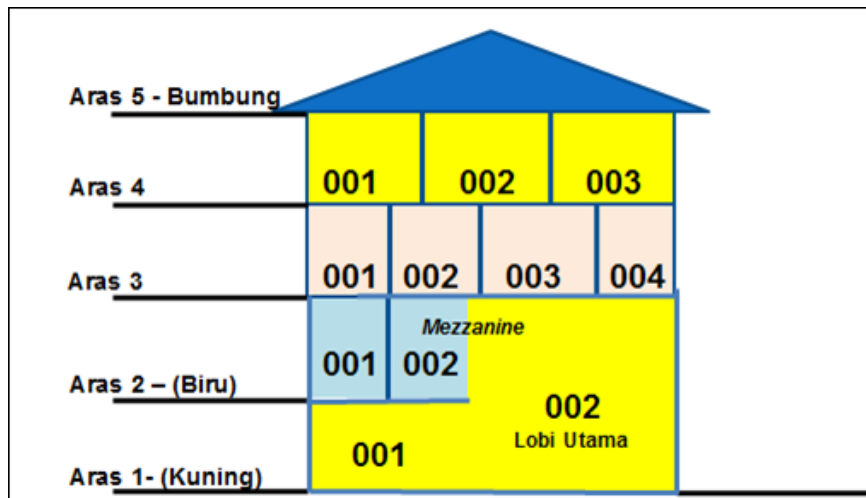 Aras 5 - Bumbung
Aras 4
001 002 003
Aras 3
001 002 003 004
Mezzanine
001 002
Aras 2 – (Biru)
002
Lobi Utama
001
Aras 1- (Kuning)